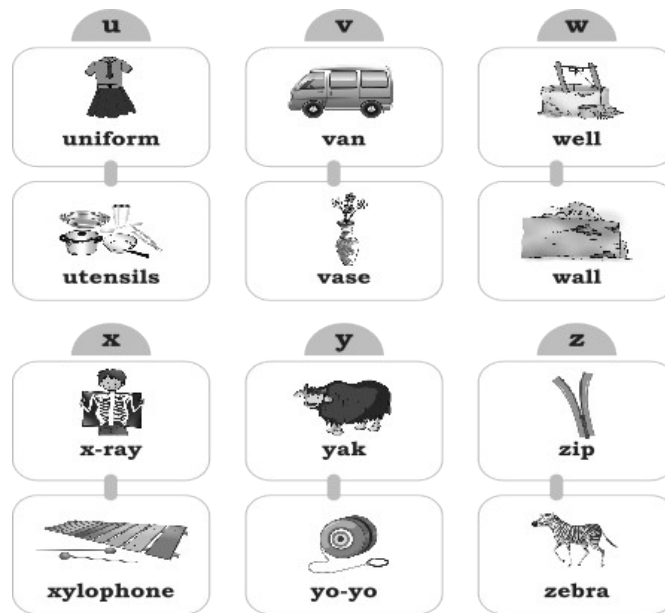 u v w
uniform van well
utensils vase wall
x y z
x-ray yak zip
xylophone yo-yo zebra